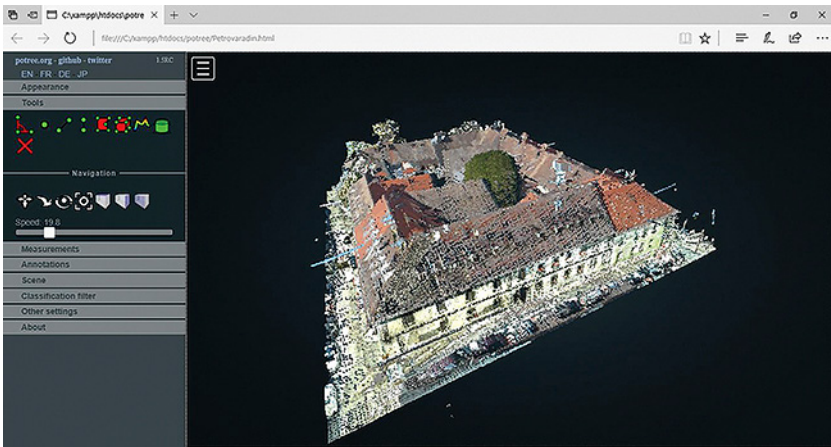 C:\xampp\htdocs\potre
file:///C:/xampp/htdocs/potree/Petrovaradin.html
potree.org - github - twitter 1.5RC
EN FR DE JP
Appearance
Tools
Navigation
Speed: 19.8
Measurements
Annotations
Scene
Classification filter
Other settings
About